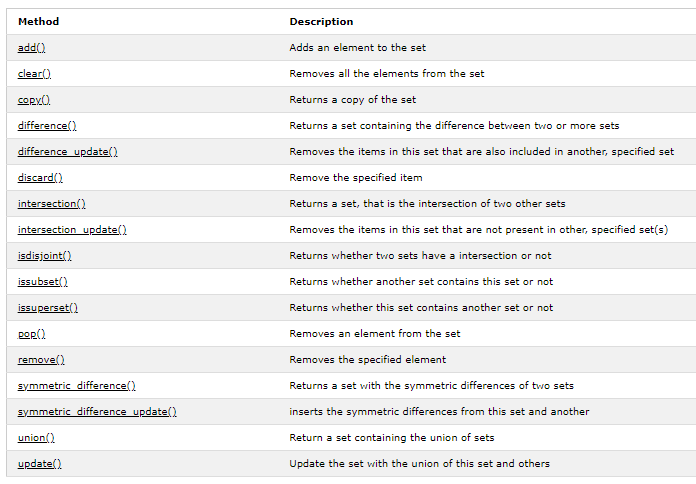 Method Description
add() Adds an element to the set
clear() Removes all the elements from the set
copy() Returns a copy of the set
difference() Returns a set containing the difference between two or more sets
difference_update() Removes the items in this set that are also included in another, specified set
discard() Remove the specified item
intersection() Returns a set, that is the intersection of two other sets
intersection_update() Removes the items in this set that are not present in other, specified set(s)
isdisjoint() Returns whether two sets have a intersection or not
issubset() Returns whether another set contains this set or not
issuperset() Returns whether this set contains another set or not
pop() Removes an element from the set
remove() Removes the specified element
symmetric_difference() Returns a set with the symmetric differences of two sets
symmetric_difference_update() inserts the symmetric differences from this set and another
union() Return a set containing the union of sets
update() Update the set with the union of this set and others